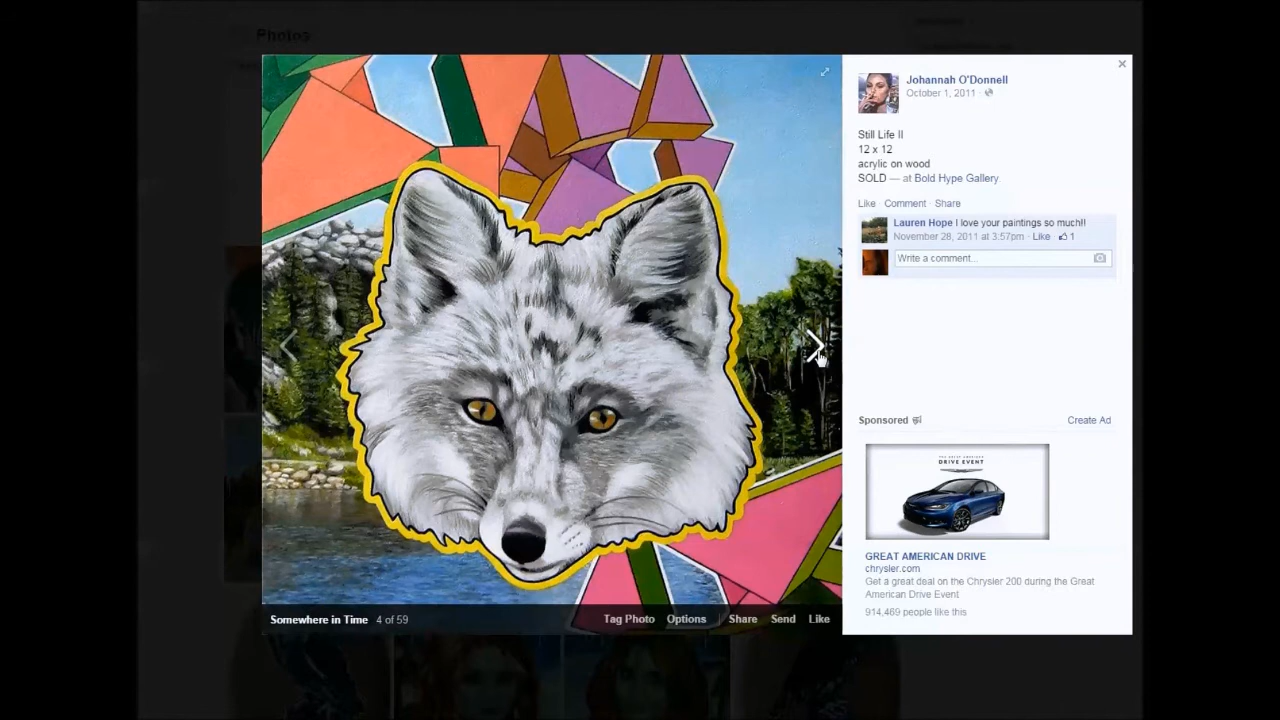 Photos
Johannah O'Donnell
October 1, 2011 ·
Still Life II
12 x 12
acrylic on wood
SOLD — at Bold Hype Gallery.
Like · Comment · Share
Lauren Hope I love your paintings so much!!
November 28, 2011 at 3:57pm · Like · 1
Write a comment...
Sponsored
Create Ad
DRIVE EVENT
GREAT AMERICAN DRIVE
chrysler.com
Get a great deal on the Chrysler 200 during the Great
American Drive Event
914,469 people like this
Somewhere in Time 4 of 59
Tag Photo Options Share Send Like